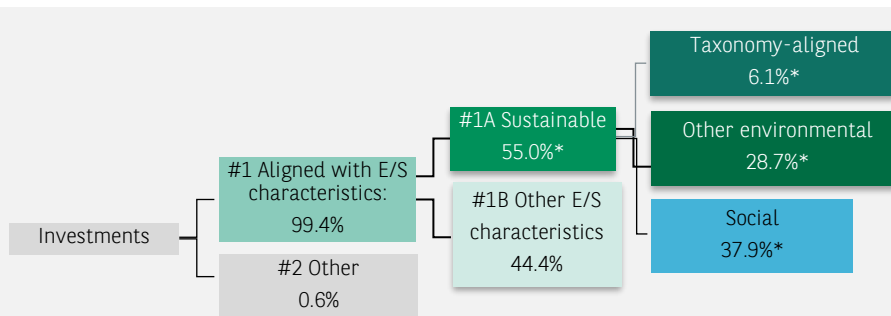 Investments
#1 Aligned with E/S
characteristics:
99.4%
#2 Other
0.6%
#1A Sustainable
55.0%*
#1B Other E/S
characteristics
44.4%
Taxonomy-aligned
6.1%*
Other environmental
28.7%*
Social
37.9%*